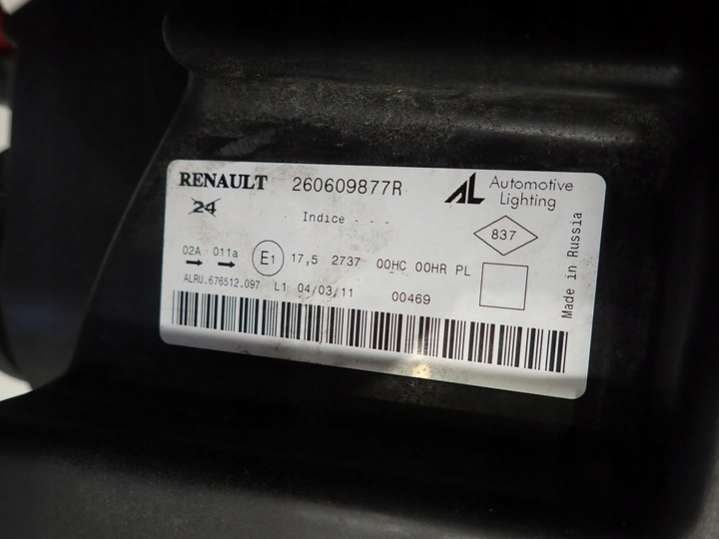 RENAULT 260609877R AL Automotive Lighting
24
Indice - - -
837
02A 011a E1 17,5 2737 00HC 00HR PL
ALRU.676512.097 L1 04/03/11 00469
Made in Russia